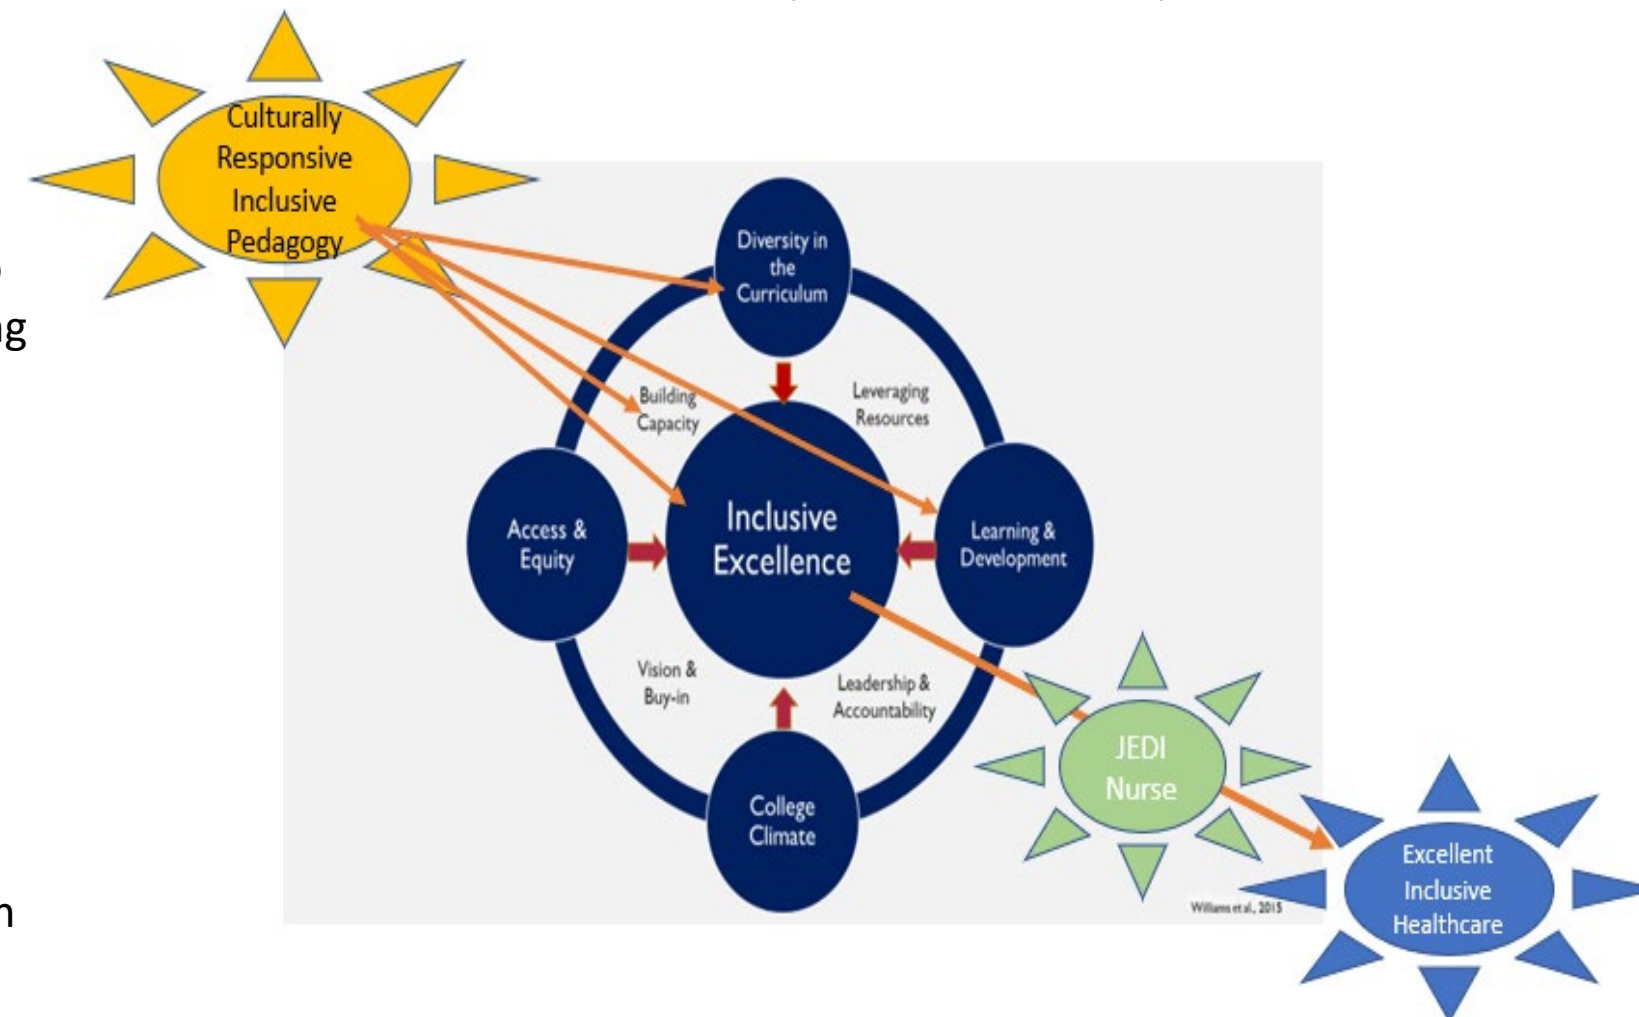 Culturally
Responsive
Inclusive
Pedagogy
ng
Diversity in
the
Curriculum
Building
Capacity
Leveraging
Resources
Access &
Equity
Inclusive
Excellence
Learning &
Development
Vision &
Buy-in
Leadership &
Accountability
College
Climate
JEDI
Nurse
Excellent
Inclusive
Healthcare
Williams et al., 2015